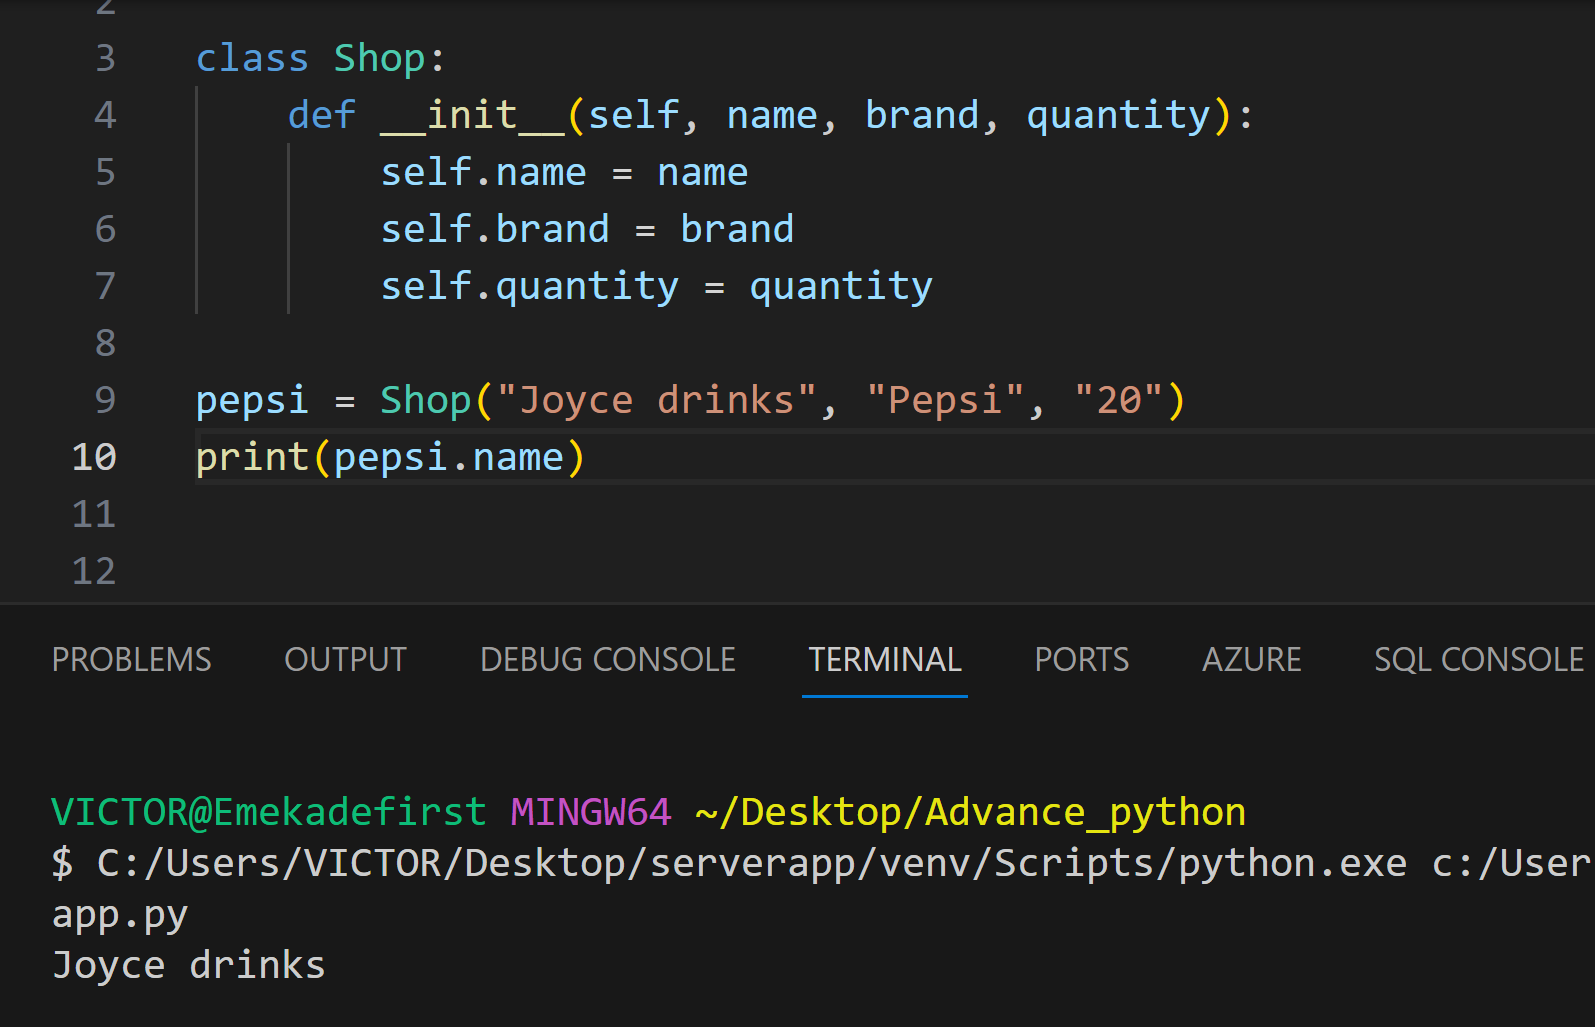 2
3 class Shop:
4 def __init__(self, name, brand, quantity):
5 self.name = name
6 self.brand = brand
7 self.quantity = quantity
8
9 pepsi = Shop("Joyce drinks", "Pepsi", "20")
10 print(pepsi.name)
11
12
PROBLEMS OUTPUT DEBUG CONSOLE TERMINAL PORTS AZURE SQL CONSOLE
VICTOR@Emekadefirst MINGW64 ~/Desktop/Advance_python
$ C:/Users/VICTOR/Desktop/serverapp/venv/Scripts/python.exe c:/User
app.py
Joyce drinks